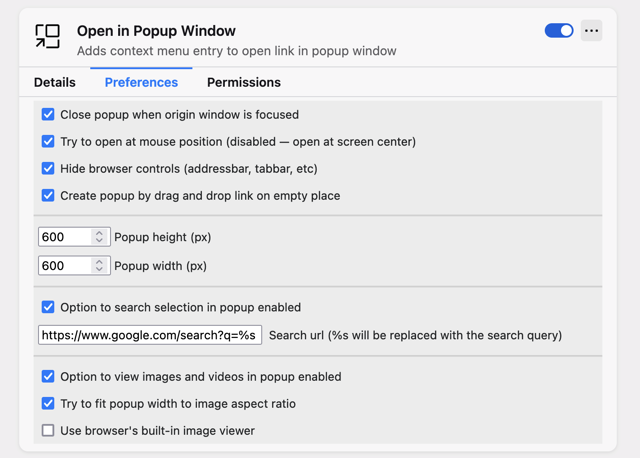 Open in Popup Window
Adds context menu entry to open link in popup window
Details Preferences Permissions
Close popup when origin window is focused
Try to open at mouse position (disabled — open at screen center)
Hide browser controls (addressbar, tabbar, etc)
Create popup by drag and drop link on empty place
600 Popup height (px)
600 Popup width (px)
Option to search selection in popup enabled
https://www.google.com/search?q=%s Search url (%s will be replaced with the search query)
Option to view images and videos in popup enabled
Try to fit popup width to image aspect ratio
Use browser's built-in image viewer